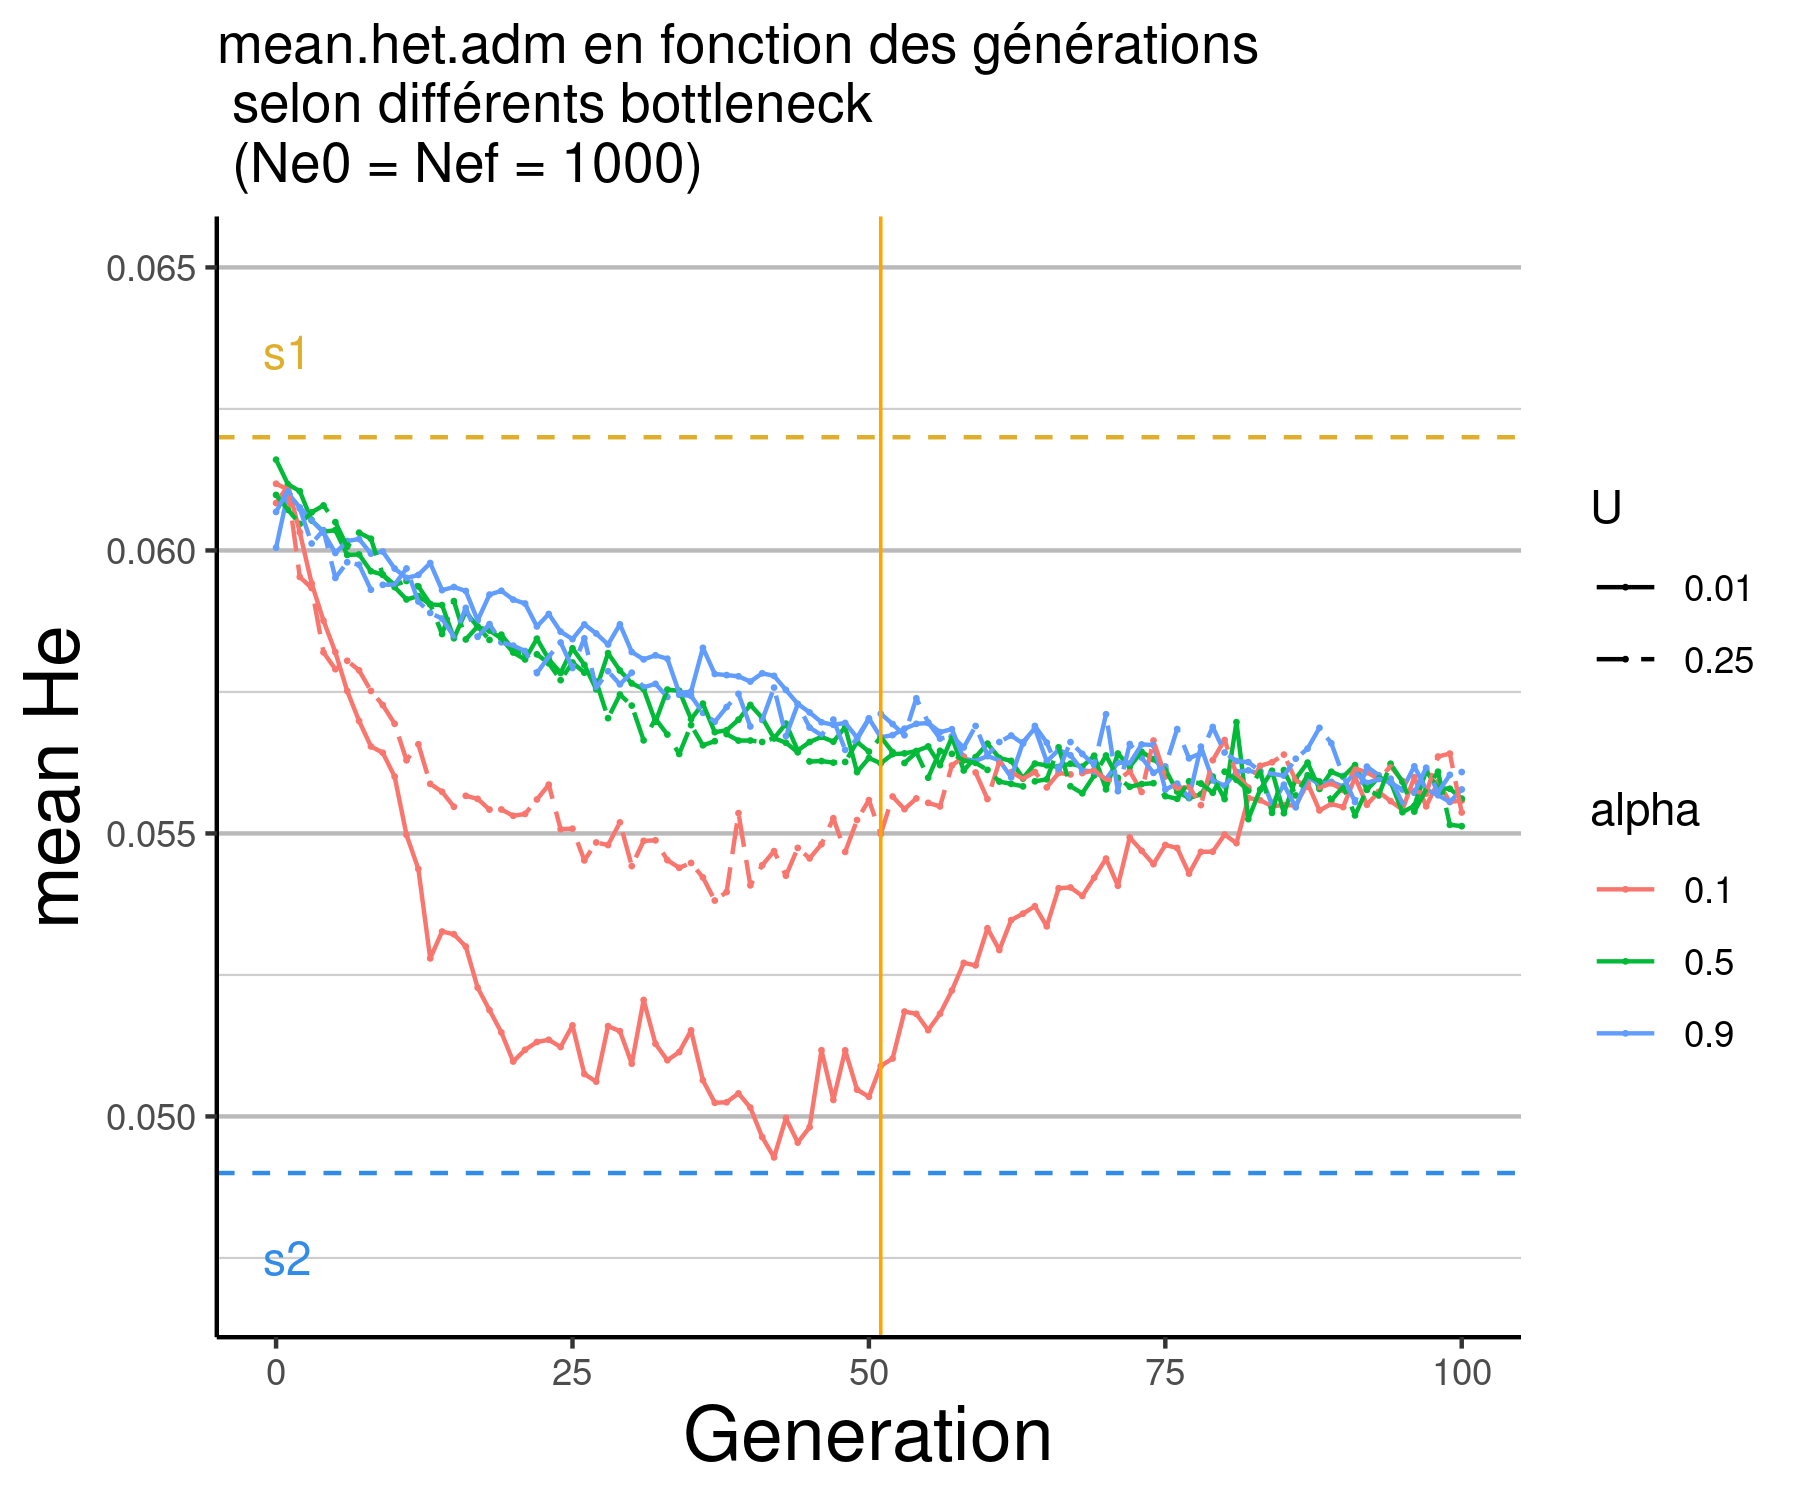 mean.het.adm en fonction des générations
selon différents bottleneck
(Ne0 = Nef = 1000)
mean He
0.065
0.060
0.055
0.050
s1
s2
0
25
50
75
100
Generation
U
0.01
0.25
alpha
0.1
0.5
0.9